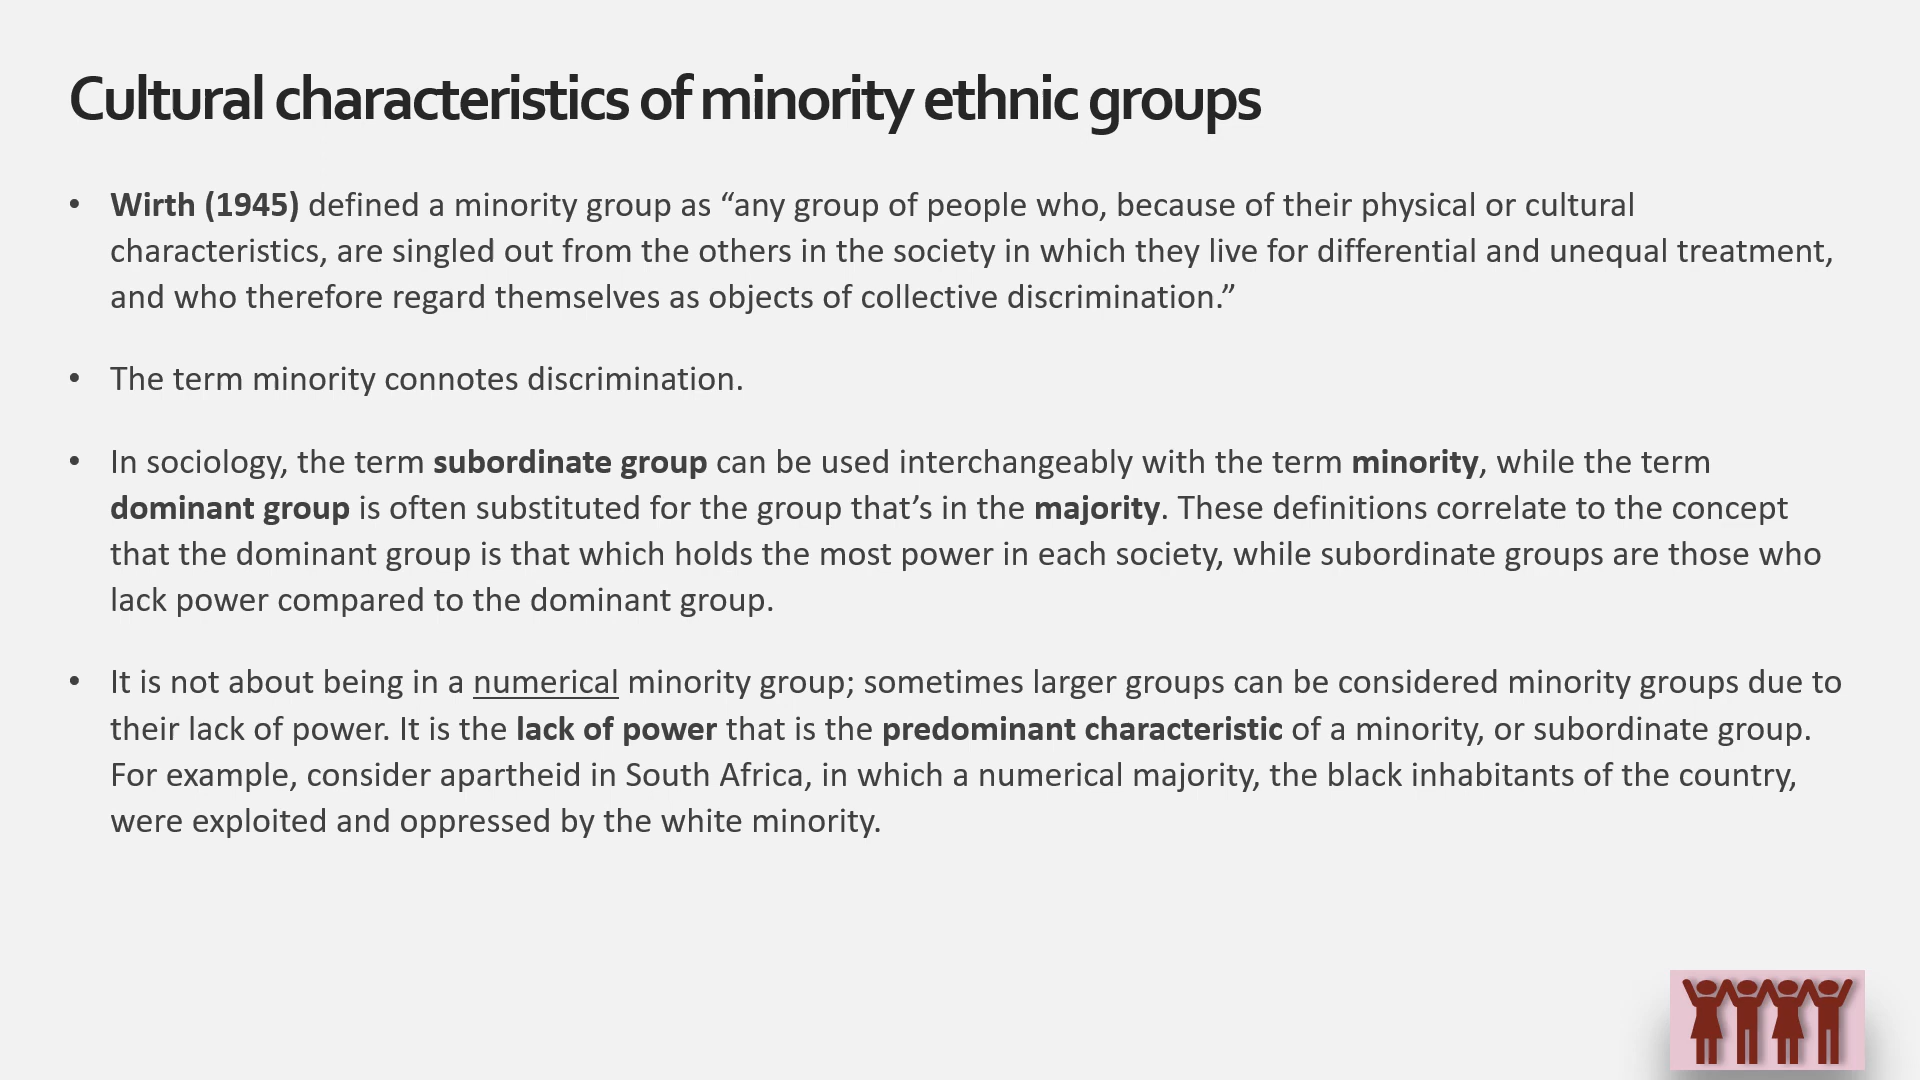 Cultural characteristics of minority ethnic groups
• Wirth (1945) defined a minority group as “any group of people who, because of their physical or cultural
characteristics, are singled out from the others in the society in which they live for differential and unequal treatment,
and who therefore regard themselves as objects of collective discrimination.”
• The term minority connotes discrimination.
• In sociology, the term subordinate group can be used interchangeably with the term minority, while the term
dominant group is often substituted for the group that’s in the majority. These definitions correlate to the concept
that the dominant group is that which holds the most power in each society, while subordinate groups are those who
lack power compared to the dominant group.
• It is not about being in a numerical minority group; sometimes larger groups can be considered minority groups due to
their lack of power. It is the lack of power that is the predominant characteristic of a minority, or subordinate group.
For example, consider apartheid in South Africa, in which a numerical majority, the black inhabitants of the country,
were exploited and oppressed by the white minority.